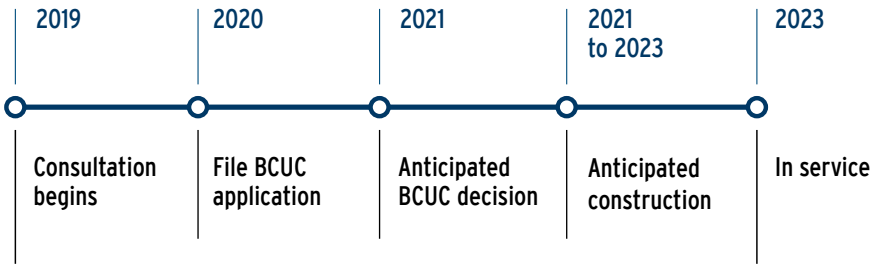 2019
2020
2021
2021
to 2023
2023
Consultation
begins
File BCUC
application
Anticipated
BCUC decision
Anticipated
construction
In service